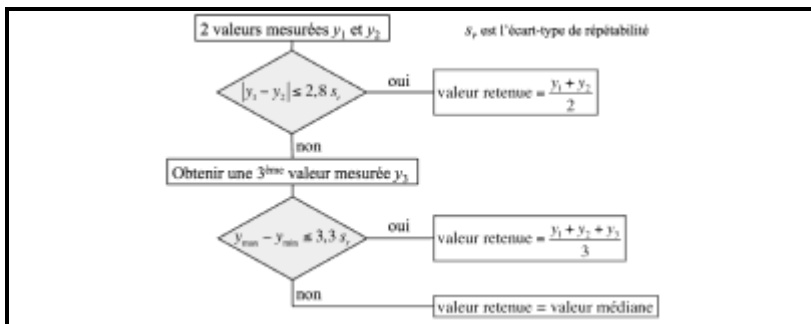 2 valeurs mesurées y₁ et y₂
sᵣ est l'écart-type de répétabilité
|y₁ − y₂| ≤ 2,8 sᵣ
oui
valeur retenue = (y₁ + y₂)/2
non
Obtenir une 3ème valeur mesurée y₃
y_max − y_min ≤ 3,3 sᵣ
oui
valeur retenue = (y₁ + y₂ + y₃)/3
non
valeur retenue = valeur médiane